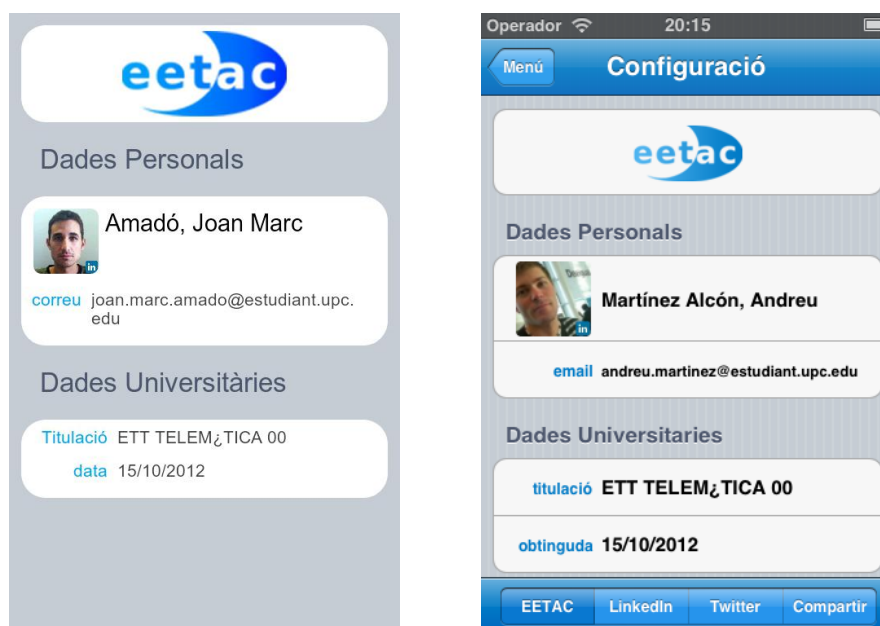 eetac
Dades Personals
Amadó, Joan Marc
in
correu joan.marc.amado@estudiant.upc.
edu
Dades Universitàries
Titulació ETT TELEM¿TICA 00
data 15/10/2012
Operador 20:15
Menú Configuració
eetac
Dades Personals
Martínez Alcón, Andreu
in
email andreu.martinez@estudiant.upc.edu
Dades Universitaries
titulació ETT TELEM¿TICA 00
obtinguda 15/10/2012
EETAC LinkedIn Twitter Compartir